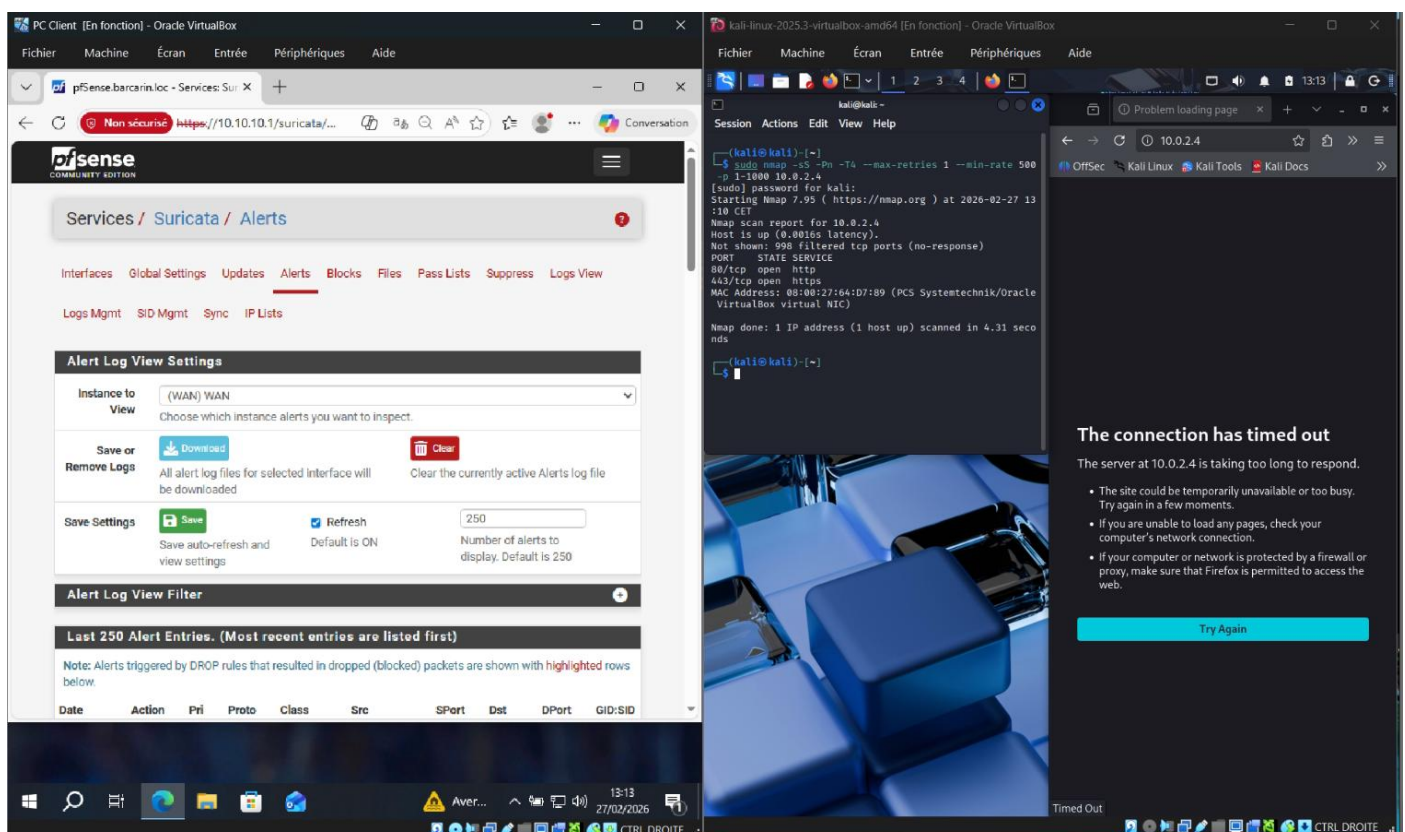 PC Client [En fonction] - Oracle VirtualBox
Fichier Machine Écran Entrée Périphériques Aide
pfSense.barcarin.loc - Services: Sur
Non sécurisé https://10.10.10.1/suricata/... Conversation
pfsense
COMMUNITY EDITION
Services / Suricata / Alerts
Interfaces Global Settings Updates Alerts Blocks Files Pass Lists Suppress Logs View
Logs Mgmt SID Mgmt Sync IP Lists
Alert Log View Settings
Instance to View
(WAN) WAN
Choose which instance alerts you want to inspect.
Save or Remove Logs
Download
All alert log files for selected interface will
be downloaded
Clear
Clear the currently active Alerts log file
Save Settings
Save
Save auto-refresh and
view settings
Refresh
Default is ON
250
Number of alerts to
display. Default is 250
Alert Log View Filter
Last 250 Alert Entries. (Most recent entries are listed first)
Note: Alerts triggered by DROP rules that resulted in dropped (blocked) packets are shown with highlighted rows
below.
Date Action Pri Proto Class Src SPort Dst DPort GID:SID
Aver...
13:13
27/02/2026
1
CTRL DROITE
kali-linux-2025.3-virtualbox-amd64 [En fonction] - Oracle VirtualBox
Fichier Machine Écran Entrée Périphériques Aide
1 2 3 4 13:13
kali@kali: ~
Session Actions Edit View Help
(kali@kali)-[~]
$ sudo nmap -sS -Pn -T4 --max-retries 1 --min-rate 500
-p 1-1000 10.0.2.4
[sudo] password for kali:
Starting Nmap 7.95 ( https://nmap.org ) at 2026-02-27 13
:10 CET
Nmap scan report for 10.0.2.4
Host is up (0.0016s latency).
Not shown: 998 filtered tcp ports (no-response)
PORT STATE SERVICE
80/tcp open http
443/tcp open https
MAC Address: 08:00:27:64:D7:89 (PCS Systemtechnik/Oracle
VirtualBox virtual NIC)
Nmap done: 1 IP address (1 host up) scanned in 4.31 seco
nds
(kali@kali)-[~]
$
Problem loading page
10.0.2.4
OffSec Kali Linux Kali Tools Kali Docs
The connection has timed out
The server at 10.0.2.4 is taking too long to respond.
• The site could be temporarily unavailable or too busy.
Try again in a few moments.
• If you are unable to load any pages, check your
computer's network connection.
• If your computer or network is protected by a firewall or
proxy, make sure that Firefox is permitted to access the
web.
Try Again
Timed Out
CTRL DROITE